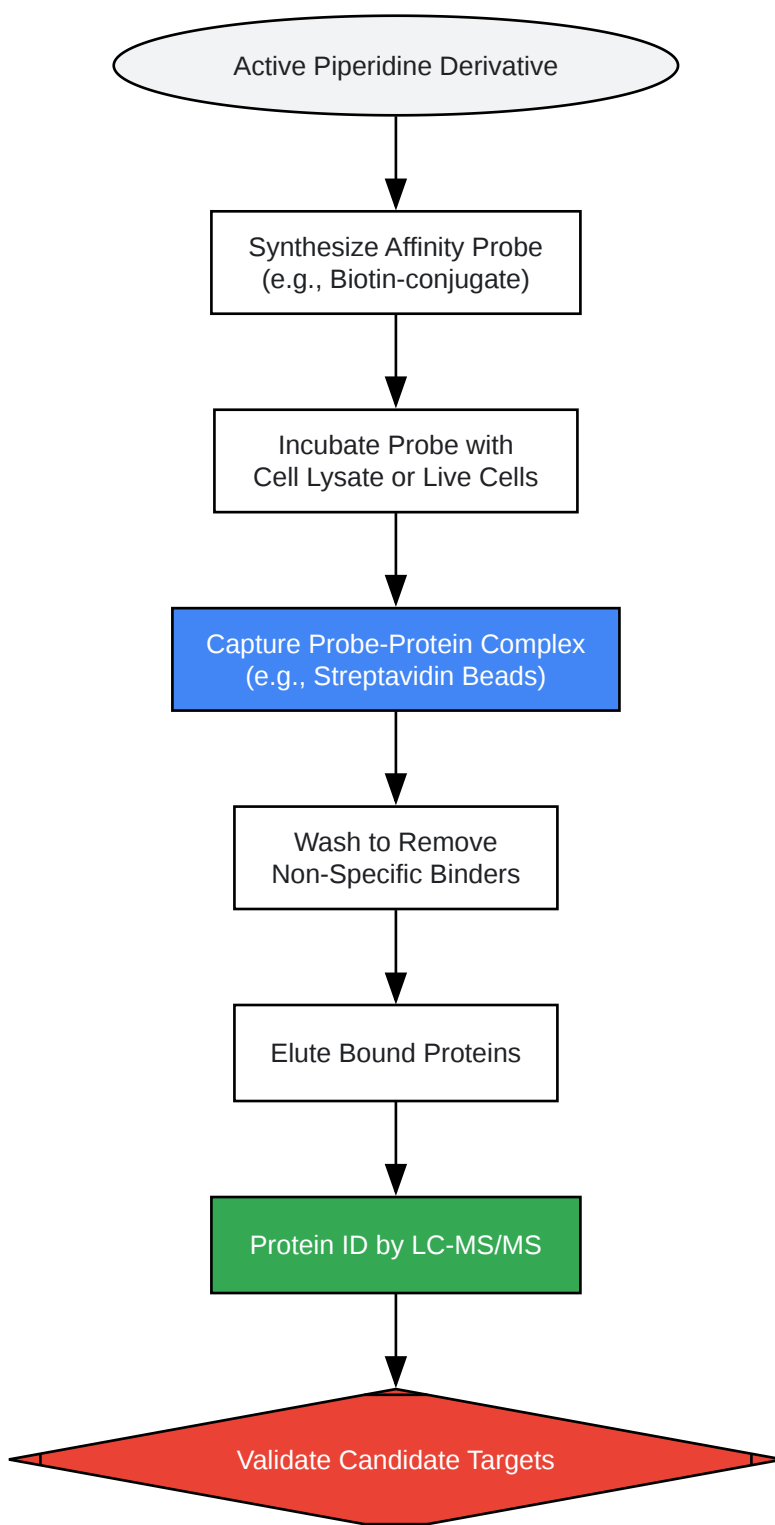 Active Piperidine Derivative
Synthesize Affinity Probe
(e.g., Biotin-conjugate)
Incubate Probe with
Cell Lysate or Live Cells
Capture Probe-Protein Complex
(e.g., Streptavidin Beads)
Wash to Remove
Non-Specific Binders
Elute Bound Proteins
Protein ID by LC-MS/MS
Validate Candidate Targets